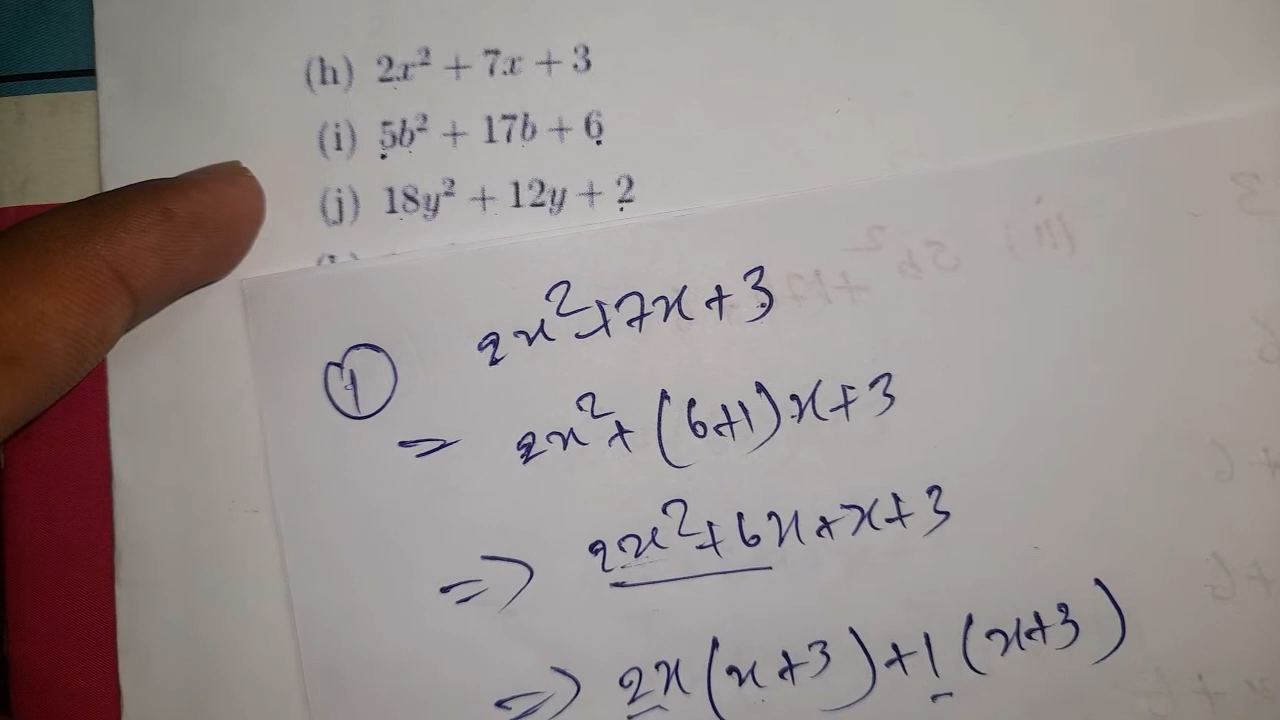 (h) 2x² + 7x + 3
(i) 5b² + 17b + 6
(j) 18y² + 12y + 2
① 2x²+7x+3
= 2x²+(6+1)x+3
=> 2x²+6x+x+3
=> 2x(x+3)+1(x+3)